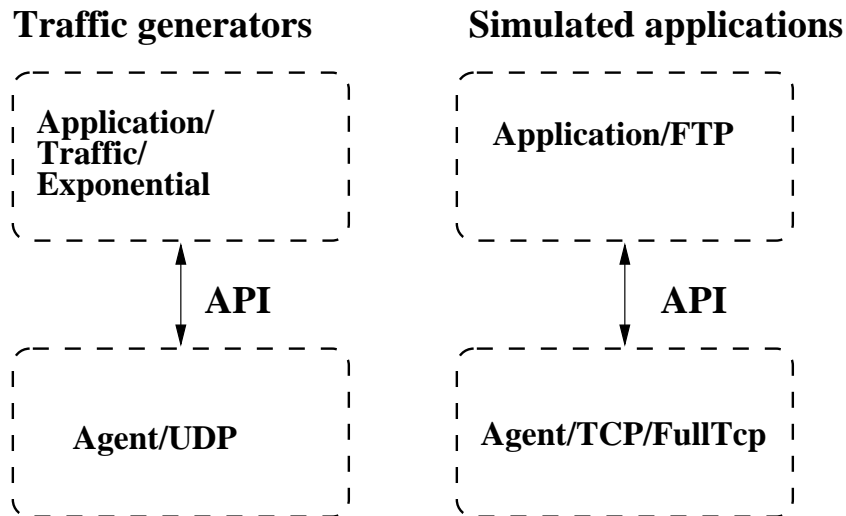 Traffic generators
Simulated applications
Application/
Traffic/
Exponential
Application/FTP
API
API
Agent/UDP
Agent/TCP/FullTcp